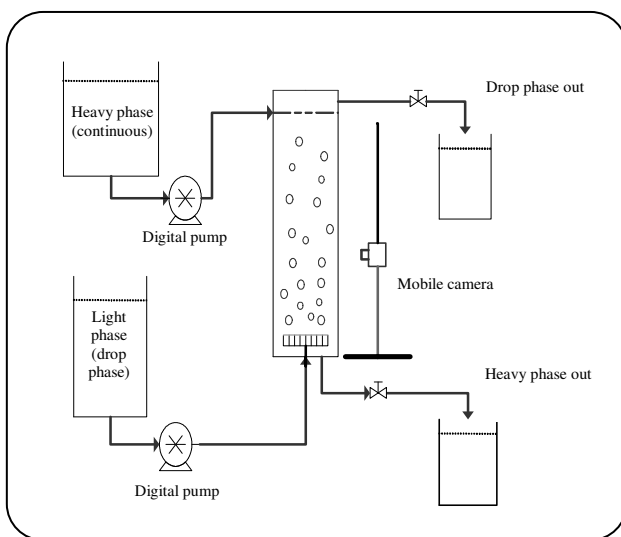 Heavy phase
(continuous)
Digital pump
Drop phase out
Mobile camera
Light
phase
(drop
phase)
Heavy phase out
Digital pump